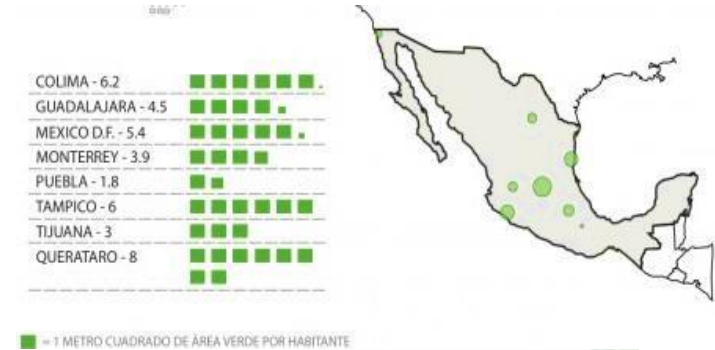 COLIMA - 6.2
GUADALAJARA - 4.5
MEXICO D.F. - 5.4
MONTERREY - 3.9
PUEBLA - 1.8
TAMPICO - 6
TIJUANA - 3
QUERATARO - 8
= 1 METRO CUADRADO DE ÁREA VERDE POR HABITANTE